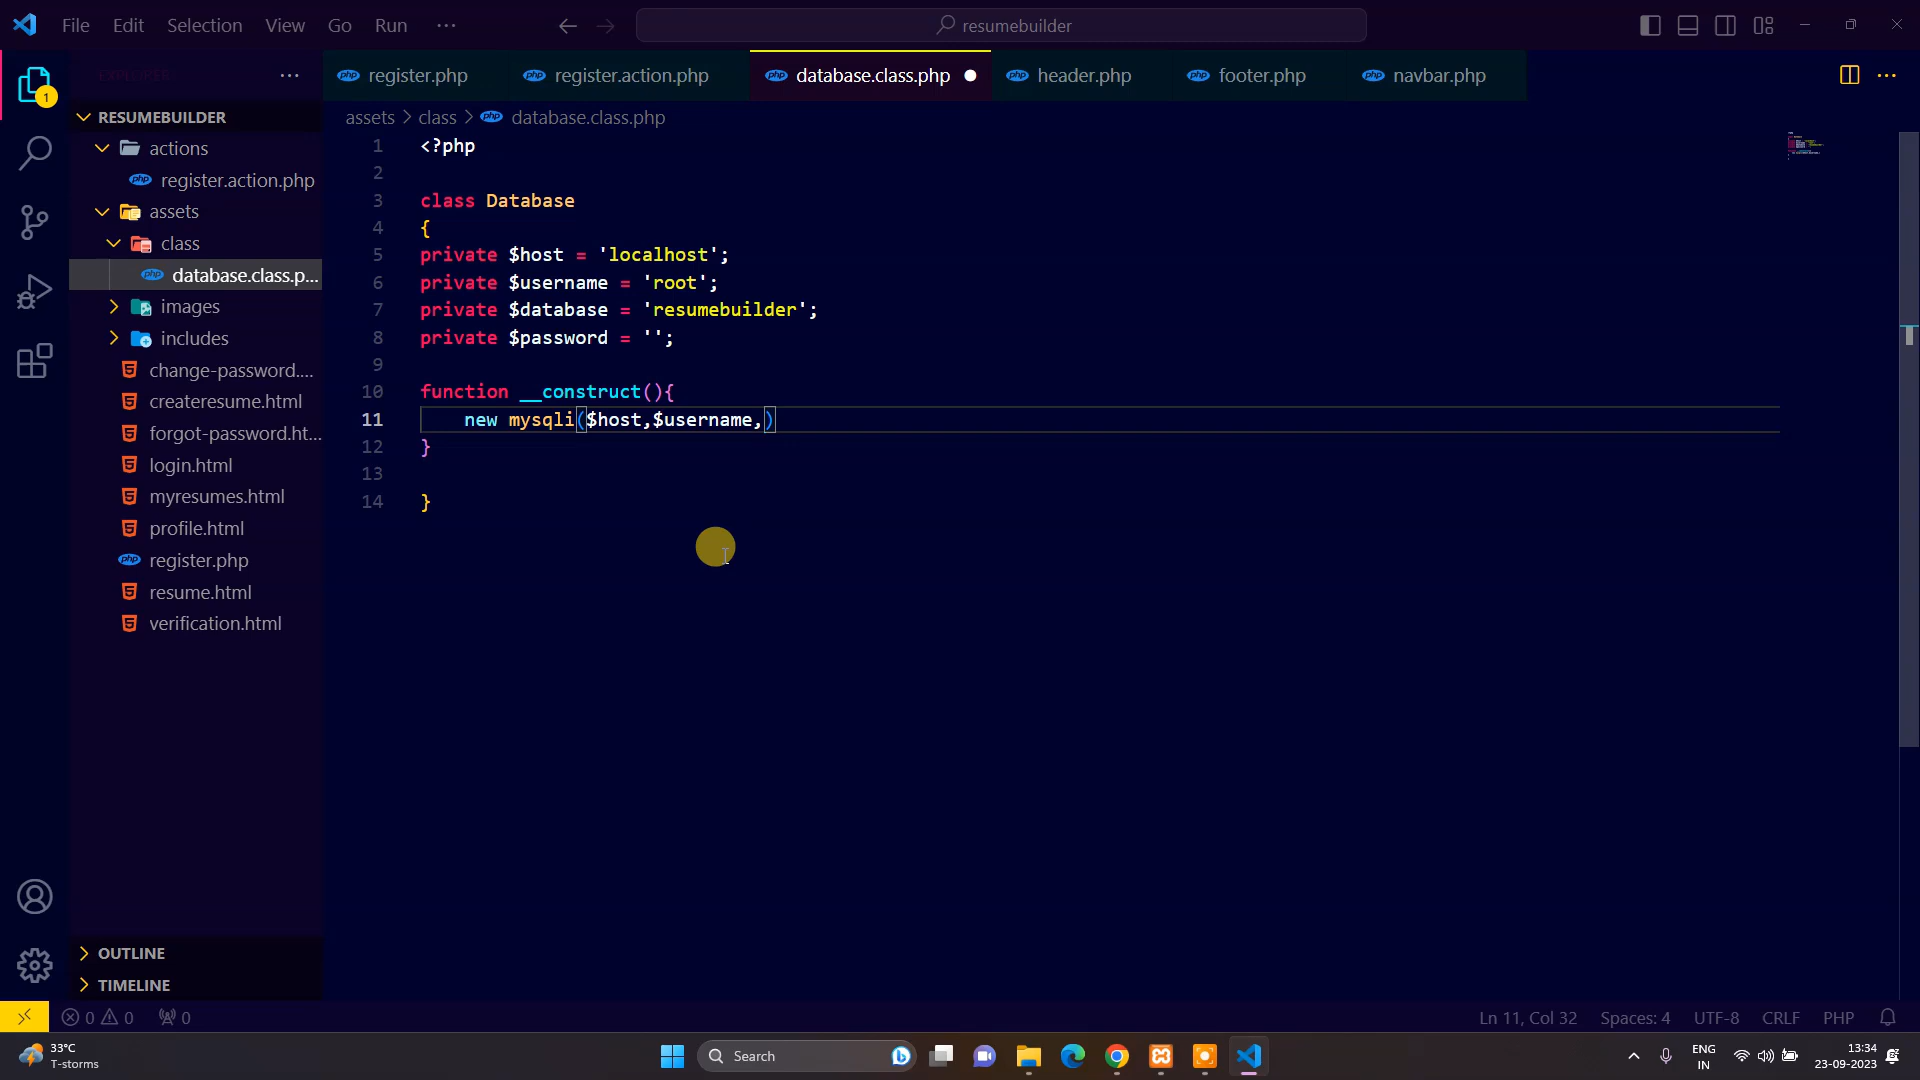 File Edit Selection View Go Run ··· resumebuilder
EXPLORER ···
register.php register.action.php database.class.php header.php footer.php navbar.php ···
1
RESUMEBUILDER
assets > class > database.class.php
actions
register.action.php
assets
class
database.class.p...
images
includes
change-password....
createresume.html
forgot-password.ht...
login.html
myresumes.html
profile.html
register.php
resume.html
verification.html
OUTLINE
TIMELINE
1 <?php
2
3 class Database
4 {
5 private $host = 'localhost';
6 private $username = 'root';
7 private $database = 'resumebuilder';
8 private $password = '';
9
10 function __construct(){
11 new mysqli($host,$username,)
12 }
13
14 }
0 0 0 Ln 11, Col 32 Spaces: 4 UTF-8 CRLF PHP
33°C
T-storms
Search
ENG
IN
13:34
23-09-2023